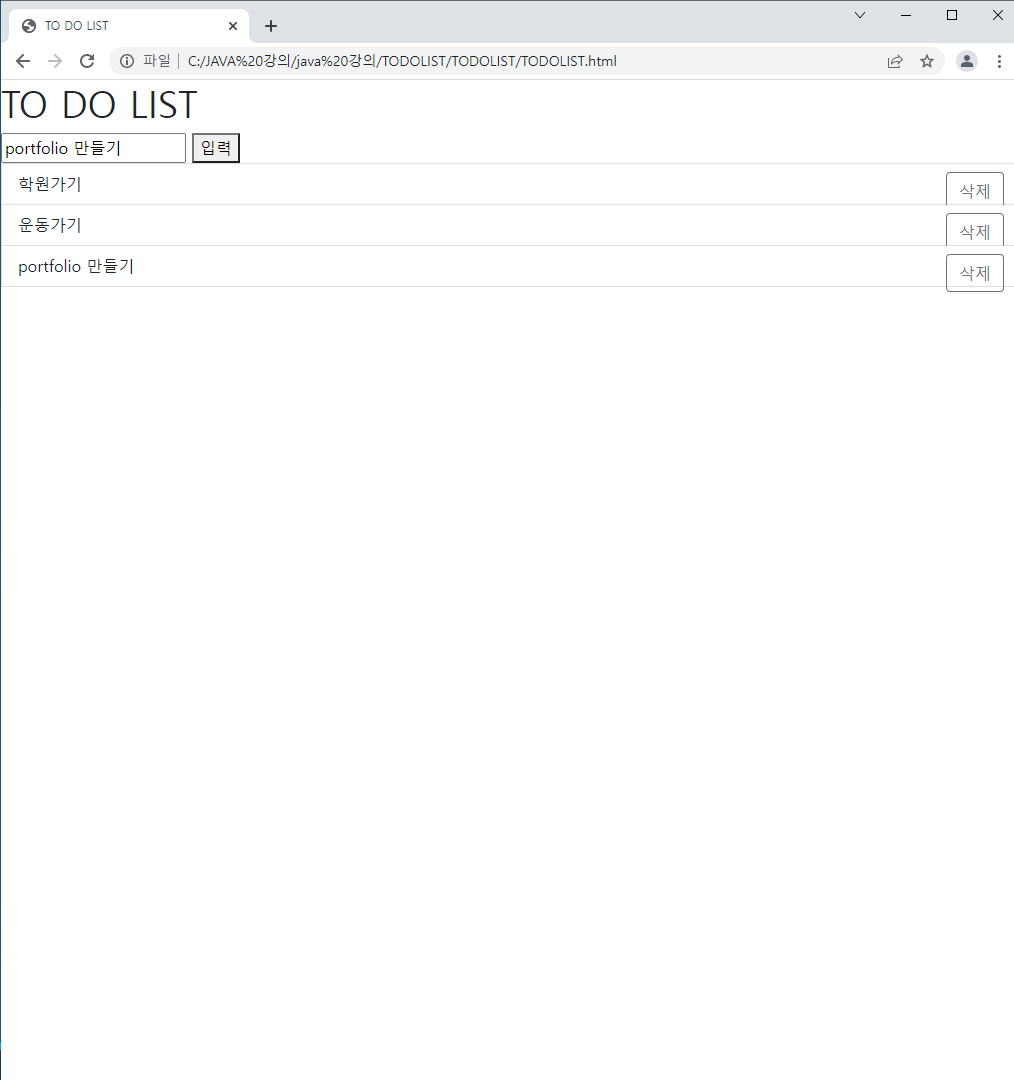 TO DO LIST
파일 C:/JAVA%20강의/java%20강의/TODOLIST/TODOLIST/TODOLIST.html
TO DO LIST
portfolio 만들기 입력
학원가기 삭제
운동가기 삭제
portfolio 만들기 삭제